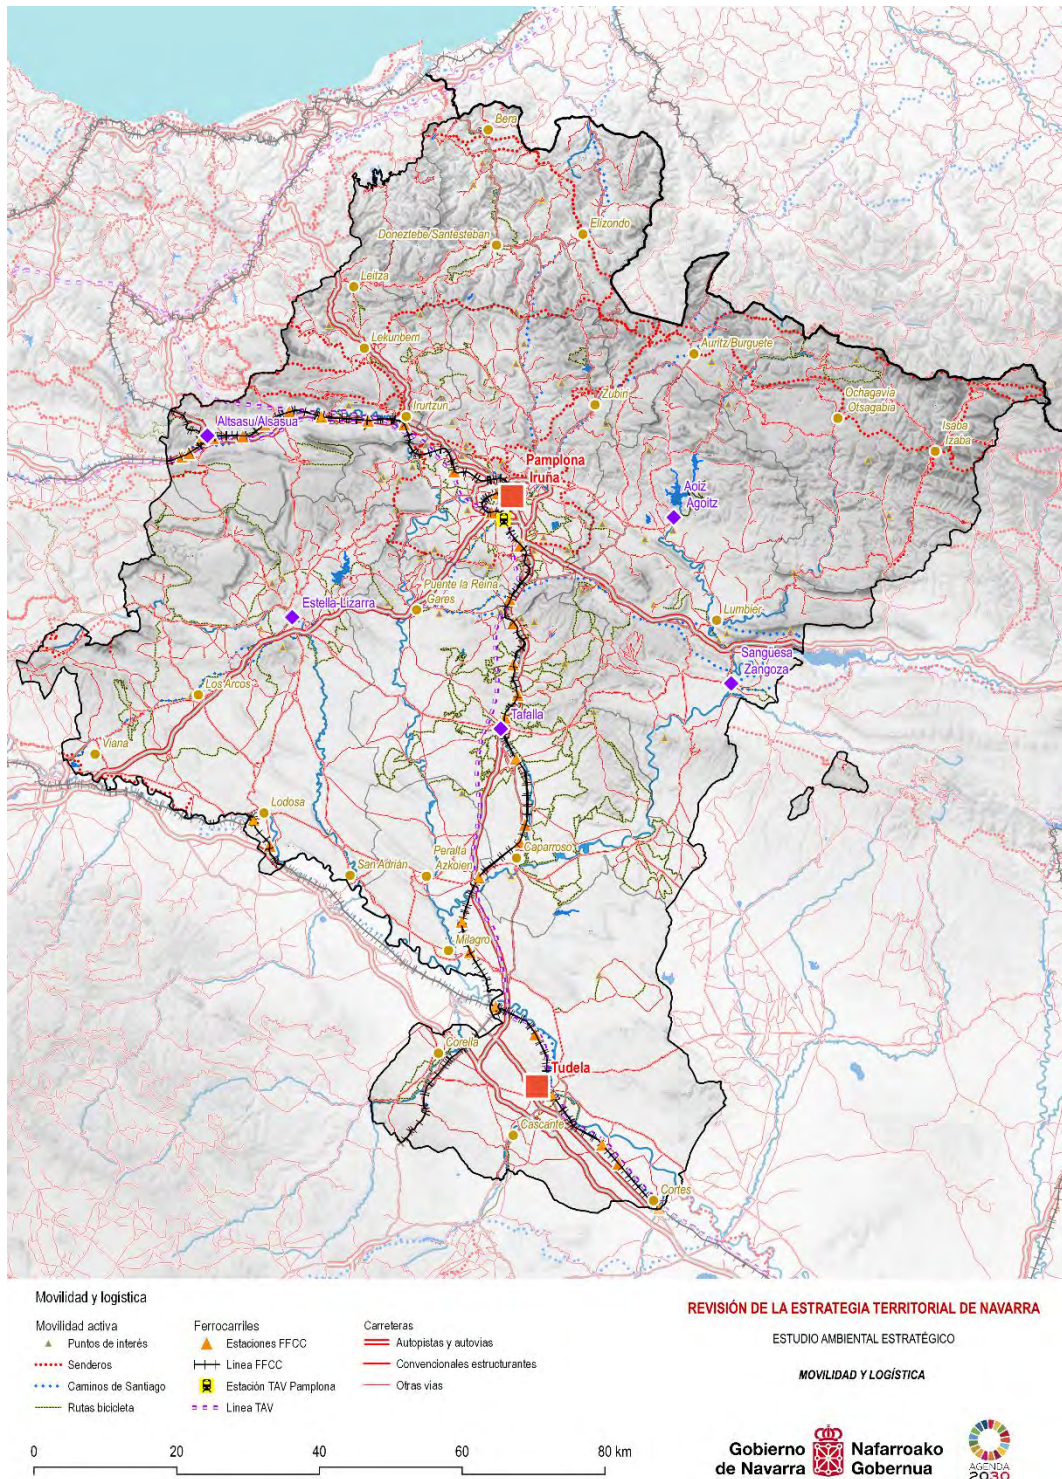 Bera
Elizondo
Doneztebe/Santesteban
Leitza
Lekunberri
Auritz/Burguete
Zubiri
Ochagavía
Otsagabia
Irurtzun
Altsasu/Alsasua
Isaba
Izaba
Pamplona
Iruña
Aoiz
Agoitz
Puente la Reina
Gares
Estella-Lizarra
Lumbier
Sangüesa
Zangoza
Los Arcos
Tafalla
Viana
Lodosa
Peralta
Azkoien
Caparroso
San Adrián
Milagro
Corella
Tudela
Cascante
Cortes
Movilidad y logística
Movilidad activa
Puntos de interés
Senderos
Caminos de Santiago
Rutas bicicleta
Ferrocarriles
Estaciones FFCC
Linea FFCC
Estación TAV Pamplona
Linea TAV
Carreteras
Autopistas y autovias
Convencionales estructurantes
Otras vias
REVISIÓN DE LA ESTRATEGIA TERRITORIAL DE NAVARRA
ESTUDIO AMBIENTAL ESTRATÉGICO
MOVILIDAD Y LOGÍSTICA
0 20 40 60 80 km
Gobierno
de Navarra
Nafarroako
Gobernua
AGENDA
2030